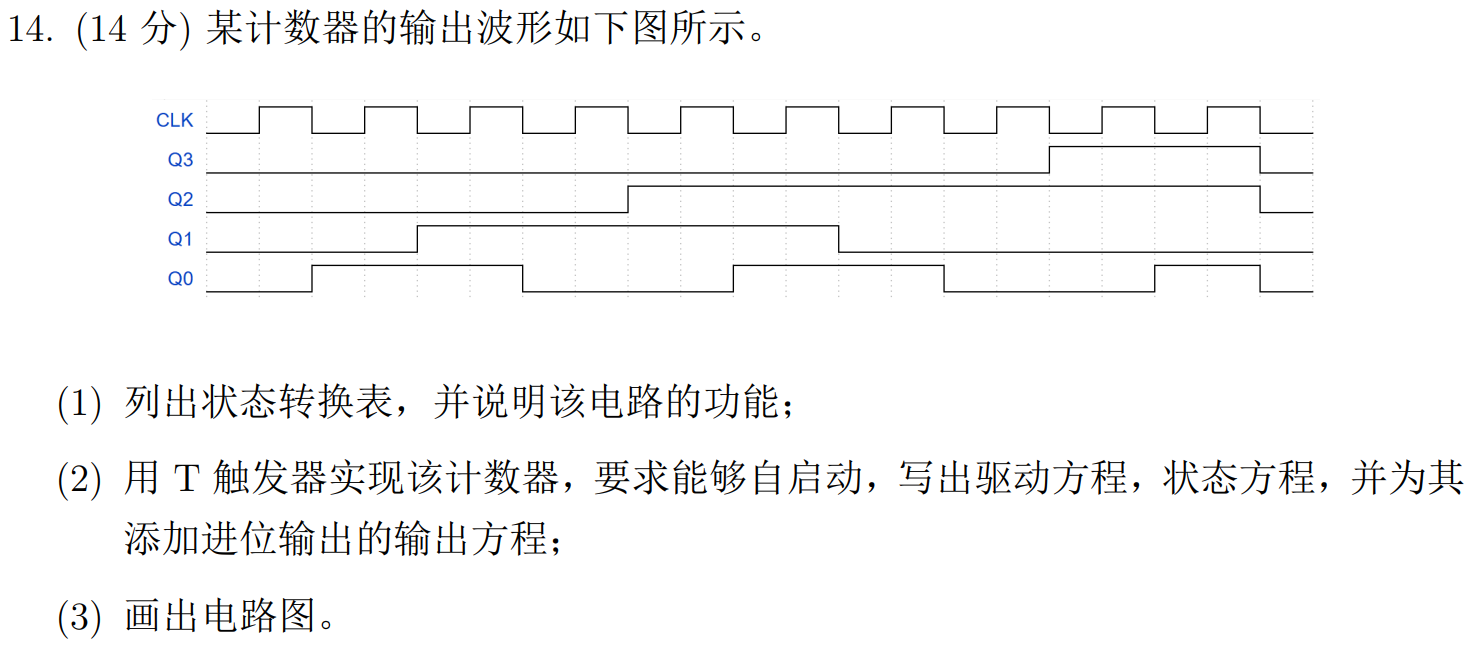 14. (14 分) 某计数器的输出波形如下图所示。
CLK
Q3
Q2
Q1
Q0
(1) 列出状态转换表，并说明该电路的功能；
(2) 用 T 触发器实现该计数器，要求能够自启动，写出驱动方程，状态方程，并为其
添加进位输出的输出方程；
(3) 画出电路图。